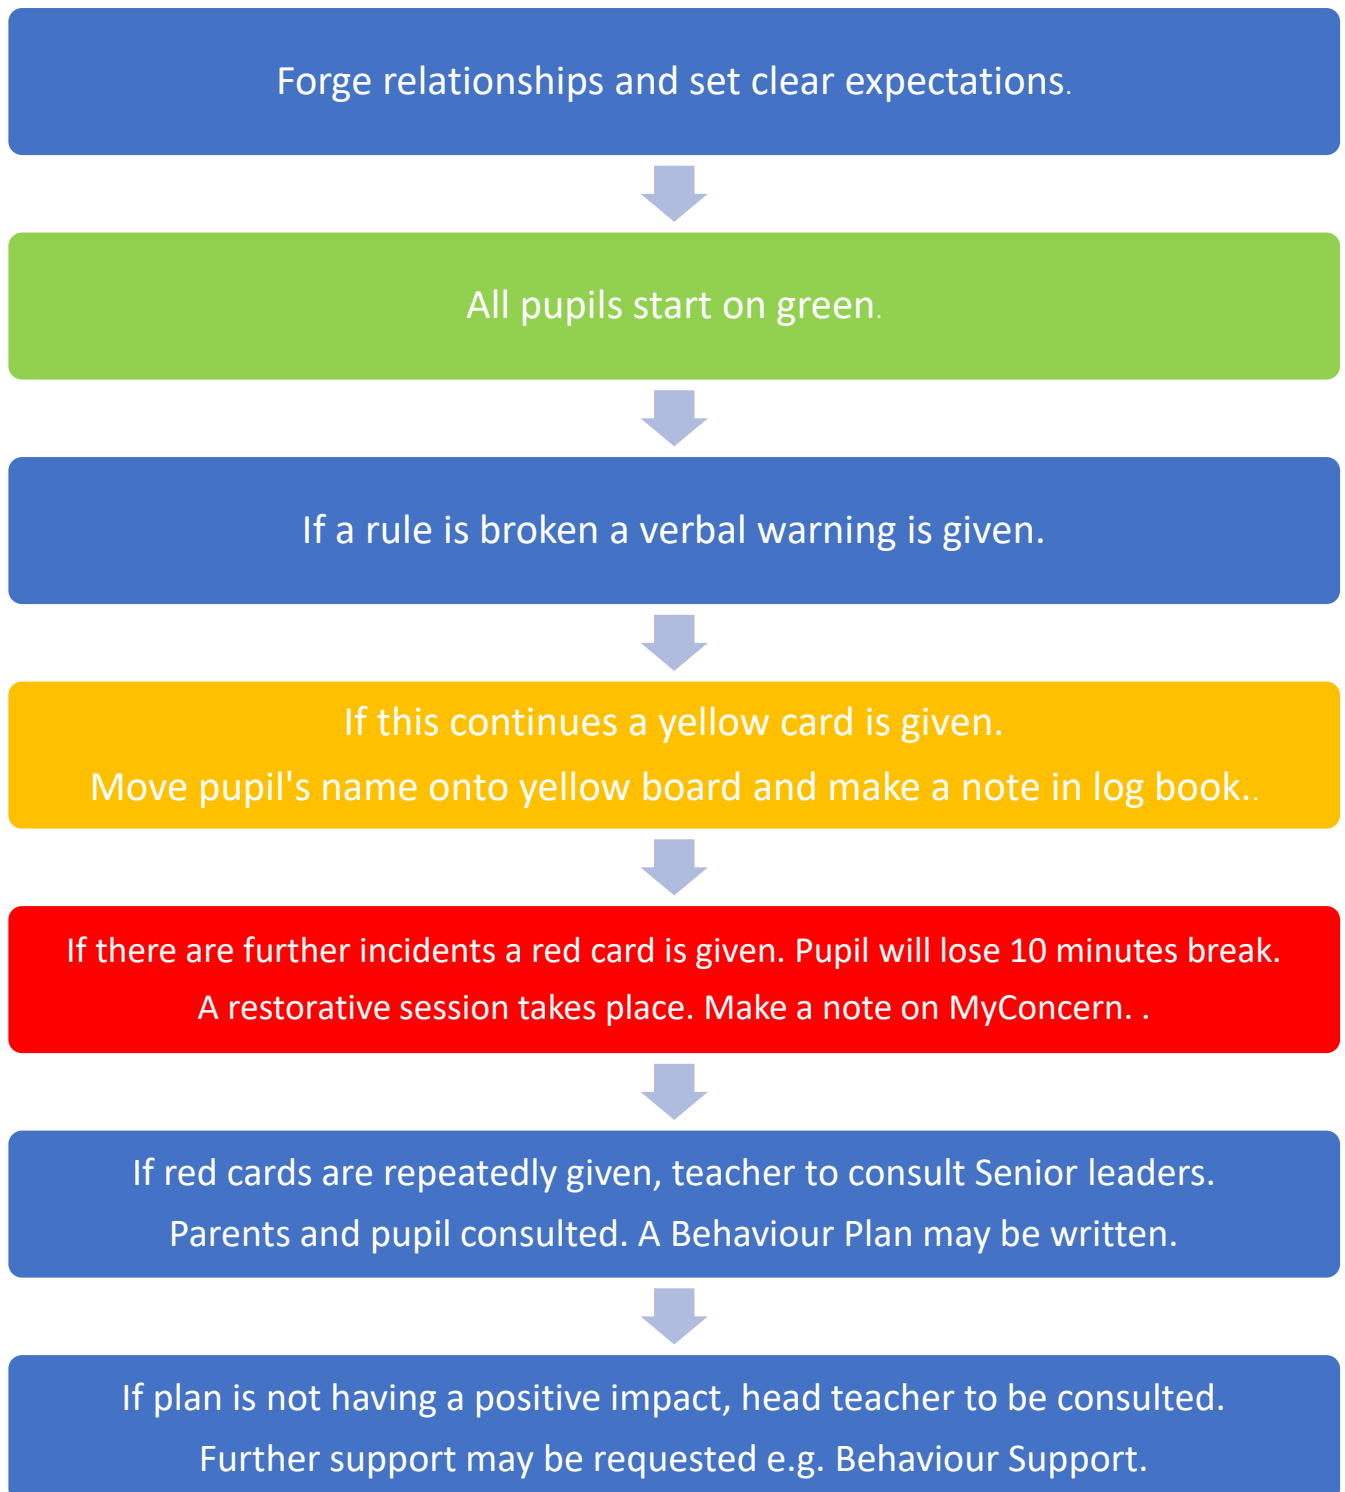 Forge relationships and set clear expectations.
All pupils start on green.
If a rule is broken a verbal warning is given.
If this continues a yellow card is given.
Move pupil's name onto yellow board and make a note in log book..
If there are further incidents a red card is given. Pupil will lose 10 minutes break.
A restorative session takes place. Make a note on MyConcern. .
If red cards are repeatedly given, teacher to consult Senior leaders.
Parents and pupil consulted. A Behaviour Plan may be written.
If plan is not having a positive impact, head teacher to be consulted.
Further support may be requested e.g. Behaviour Support.